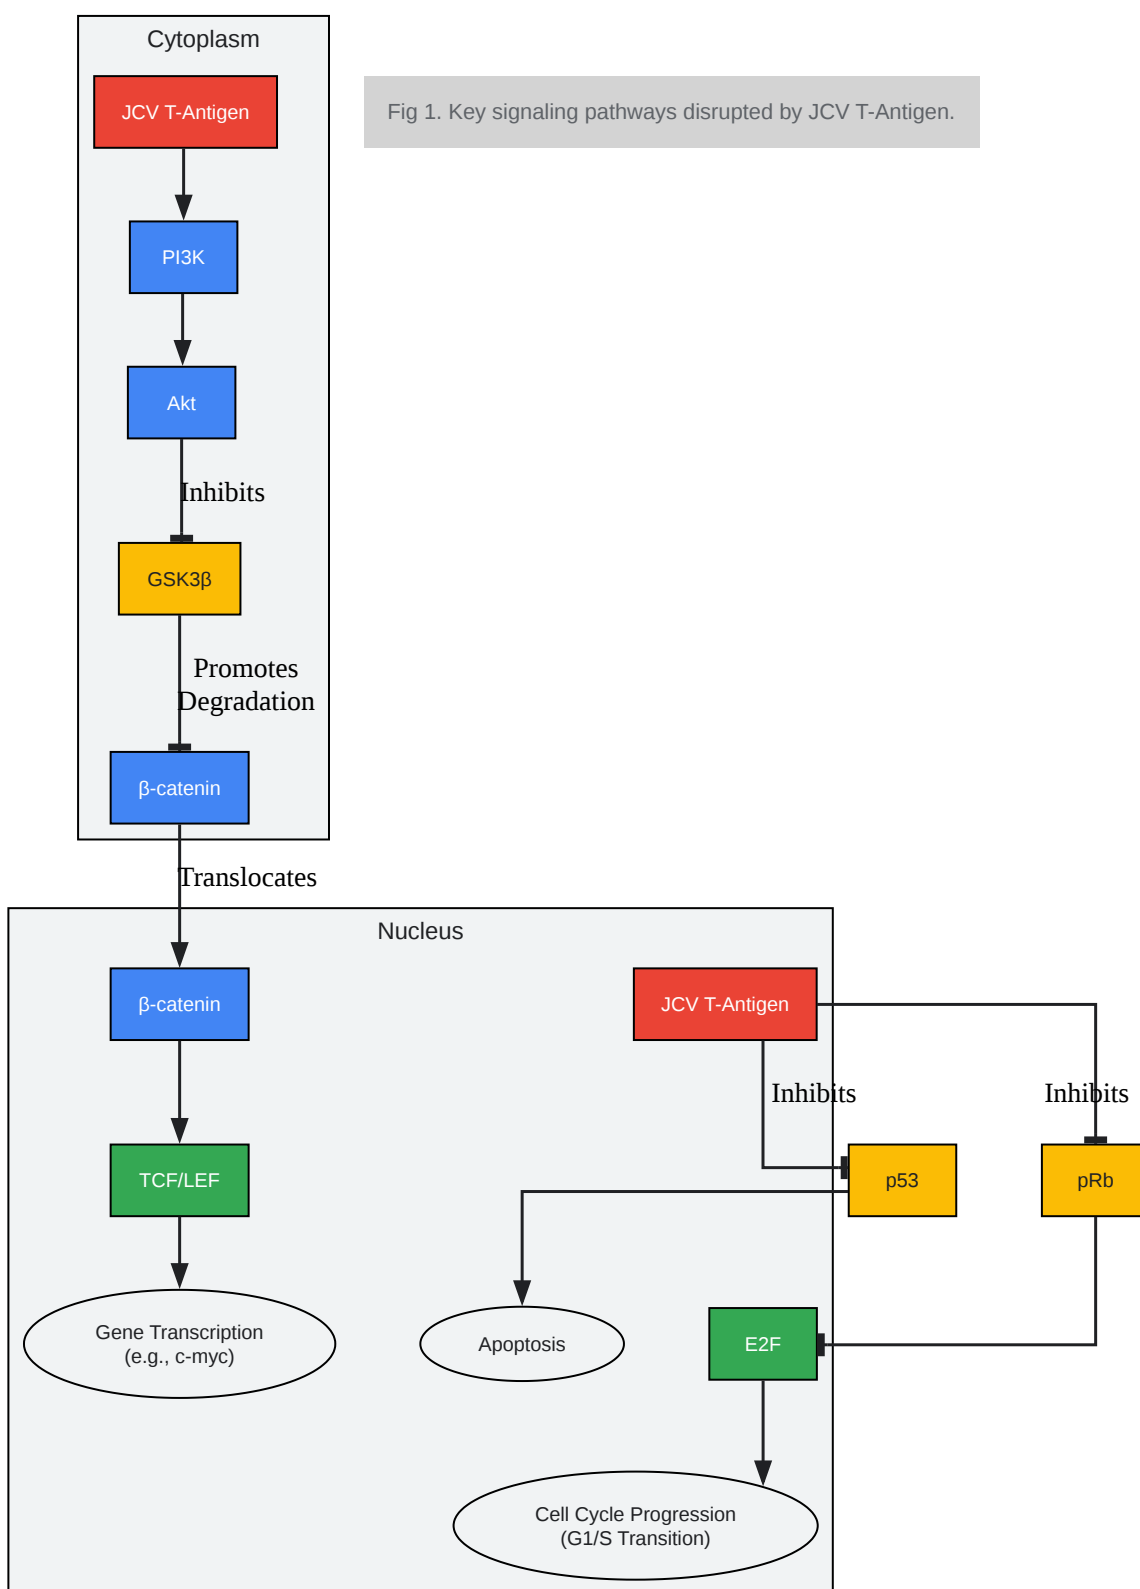 Cytoplasm
JCV T-Antigen
Fig 1. Key signaling pathways disrupted by JCV T-Antigen.
PI3K
Akt
Inhibits
GSK3β
Promotes
Degradation
β-catenin
Translocates
Nucleus
β-catenin
JCV T-Antigen
Inhibits
Inhibits
TCF/LEF
p53
pRb
Gene Transcription
(e.g., c-myc)
Apoptosis
E2F
Cell Cycle Progression
(G1/S Transition)